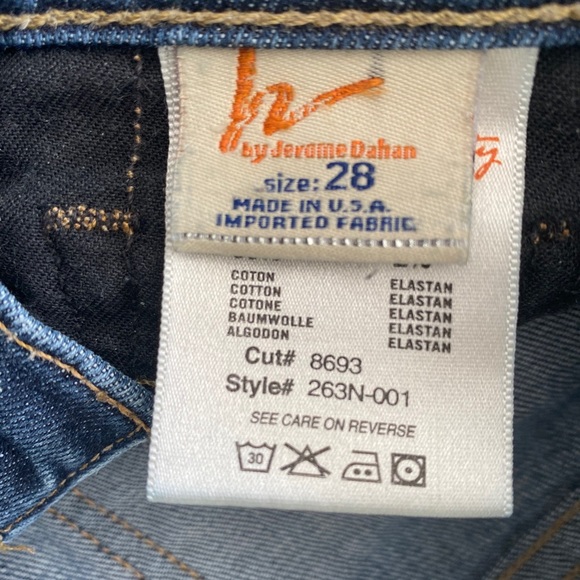 by Jerome Dahan
size: 28
MADE IN U.S.A.
IMPORTED FABRIC
COTON ELASTAN
COTTON ELASTAN
COTONE ELASTAN
BAUMWOLLE ELASTAN
ALGODON ELASTAN
Cut# 8693
Style# 263N-001
SEE CARE ON REVERSE
30